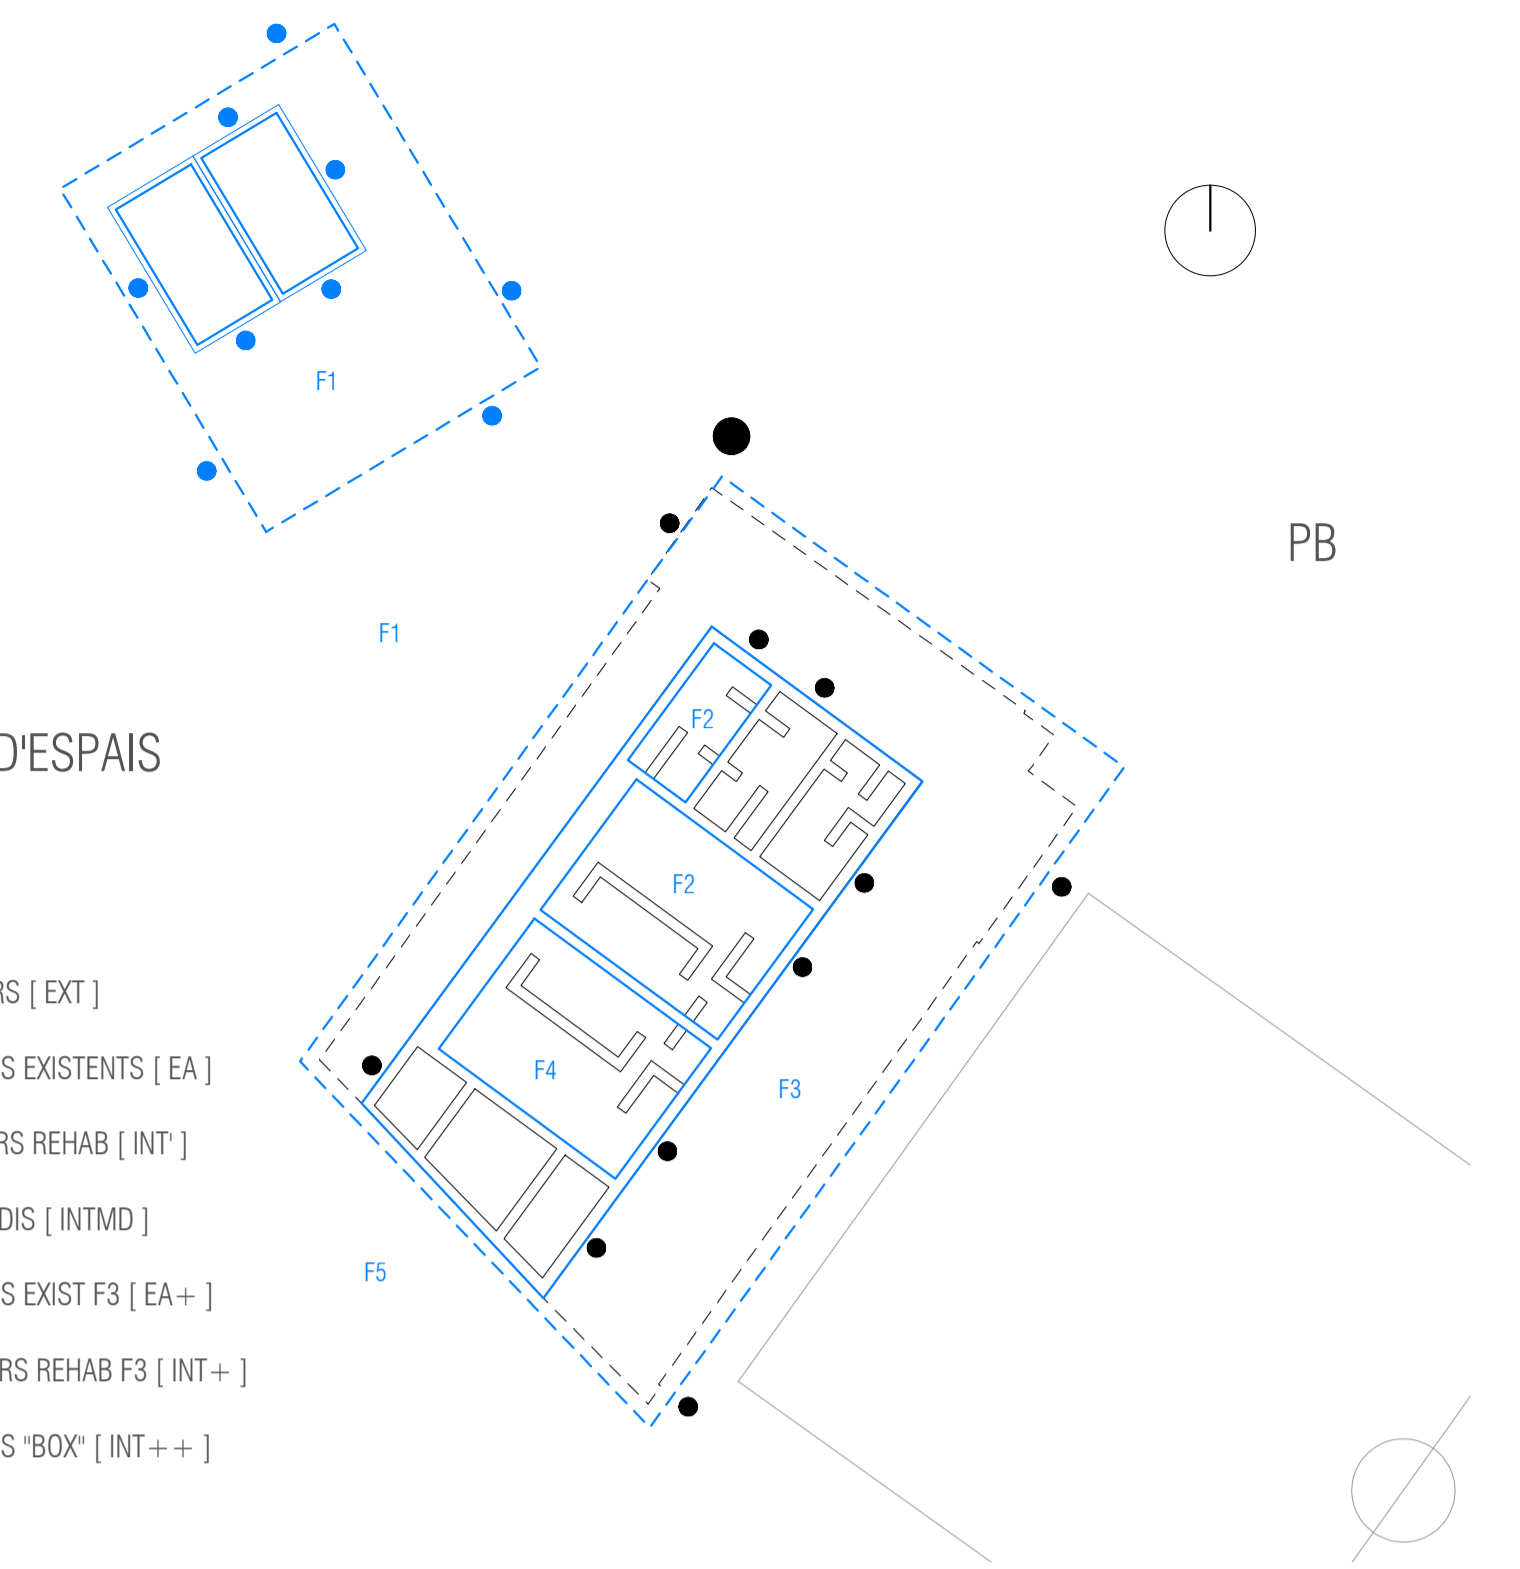 F1
PB
F1
F2
D'ESPAIS
F2
RS [ EXT ]
S EXISTENTS [ EA ]
F4
F3
RS REHAB [ INT' ]
DIS [ INTMD ]
F5
S EXIST F3 [ EA+ ]
RS REHAB F3 [ INT+ ]
S "BOX" [ INT++ ]